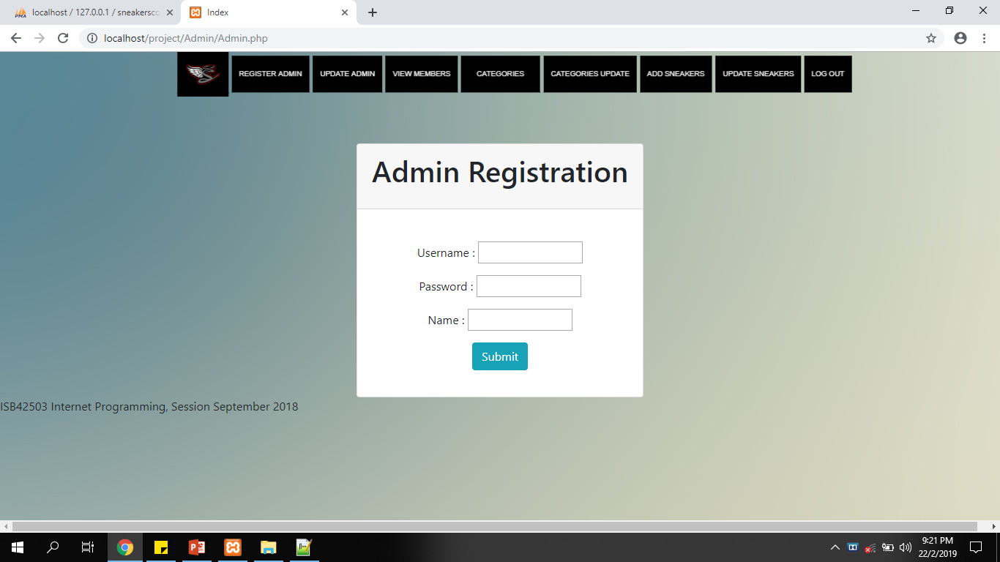 localhost / 127.0.0.1 / sneakersco
Index
localhost/project/Admin/Admin.php
REGISTER ADMIN UPDATE ADMIN VIEW MEMBERS CATEGORIES CATEGORIES UPDATE ADD SNEAKERS UPDATE SNEAKERS LOG OUT
Admin Registration
Username :
Password :
Name :
Submit
ISB42503 Internet Programming, Session September 2018
9:21 PM
22/2/2019